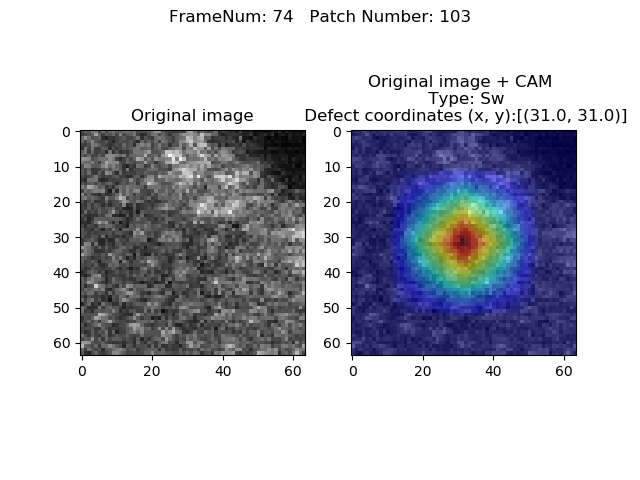 FrameNum: 74   Patch Number: 103
Original image
Original image + CAM
Type: Sw
Defect coordinates (x, y):[(31.0, 31.0)]
0
10
20
30
40
50
60
0 20 40 60
0
10
20
30
40
50
60
0 20 40 60